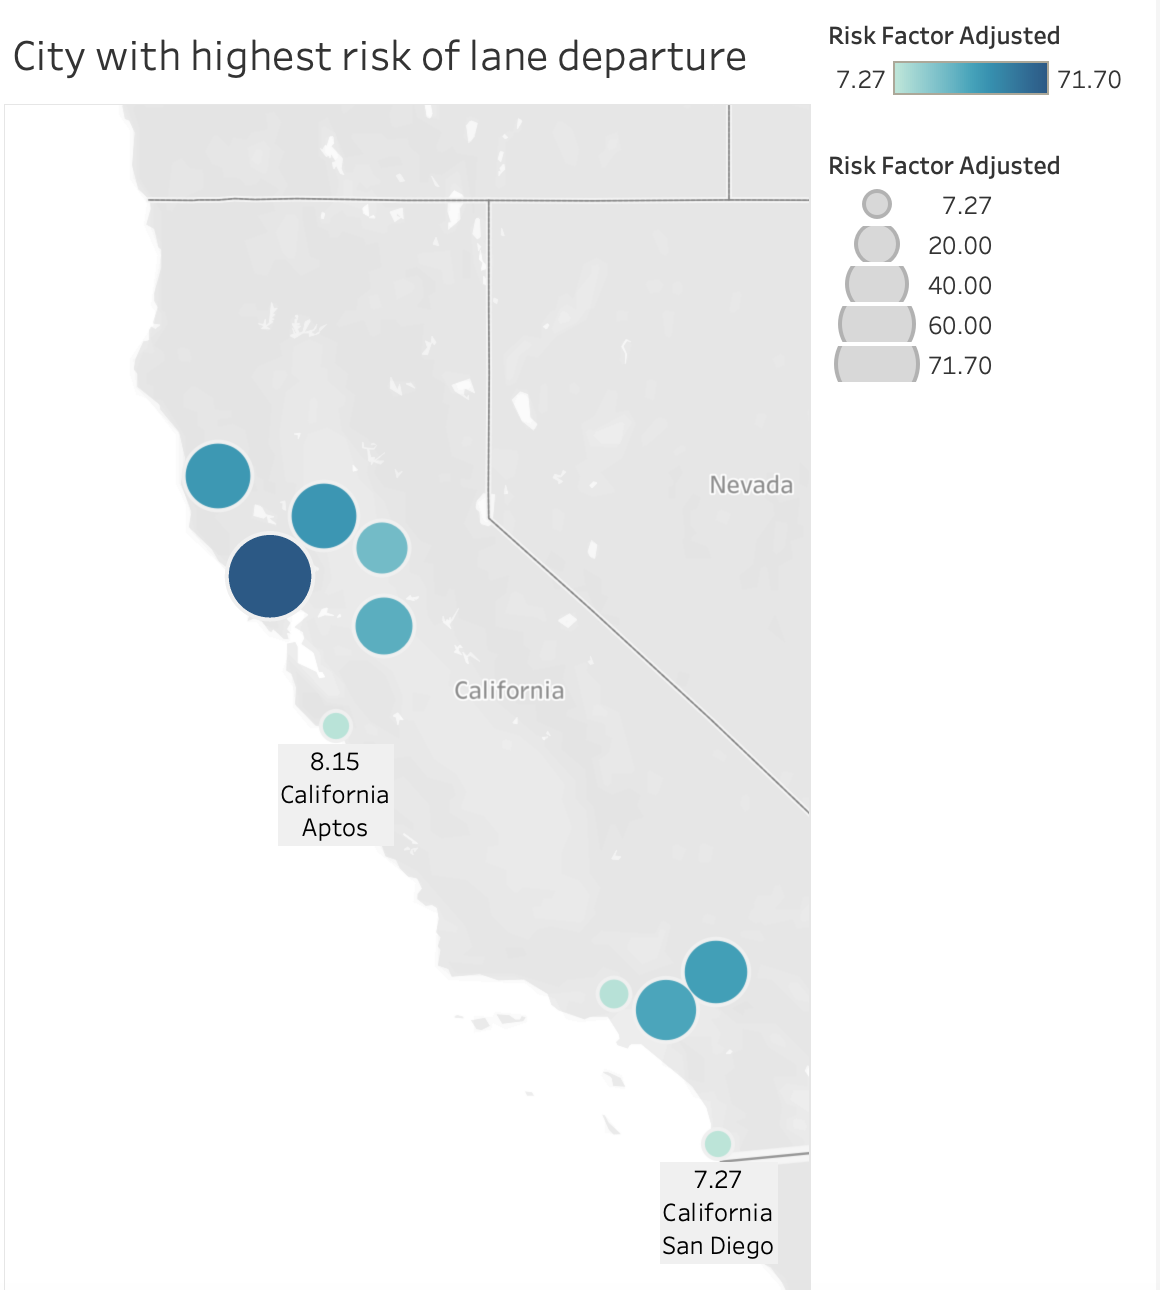 City with highest risk of lane departure
Risk Factor Adjusted
7.27 71.70
Risk Factor Adjusted
7.27
20.00
40.00
60.00
71.70
Nevada
California
8.15
California
Aptos
7.27
California
San Diego